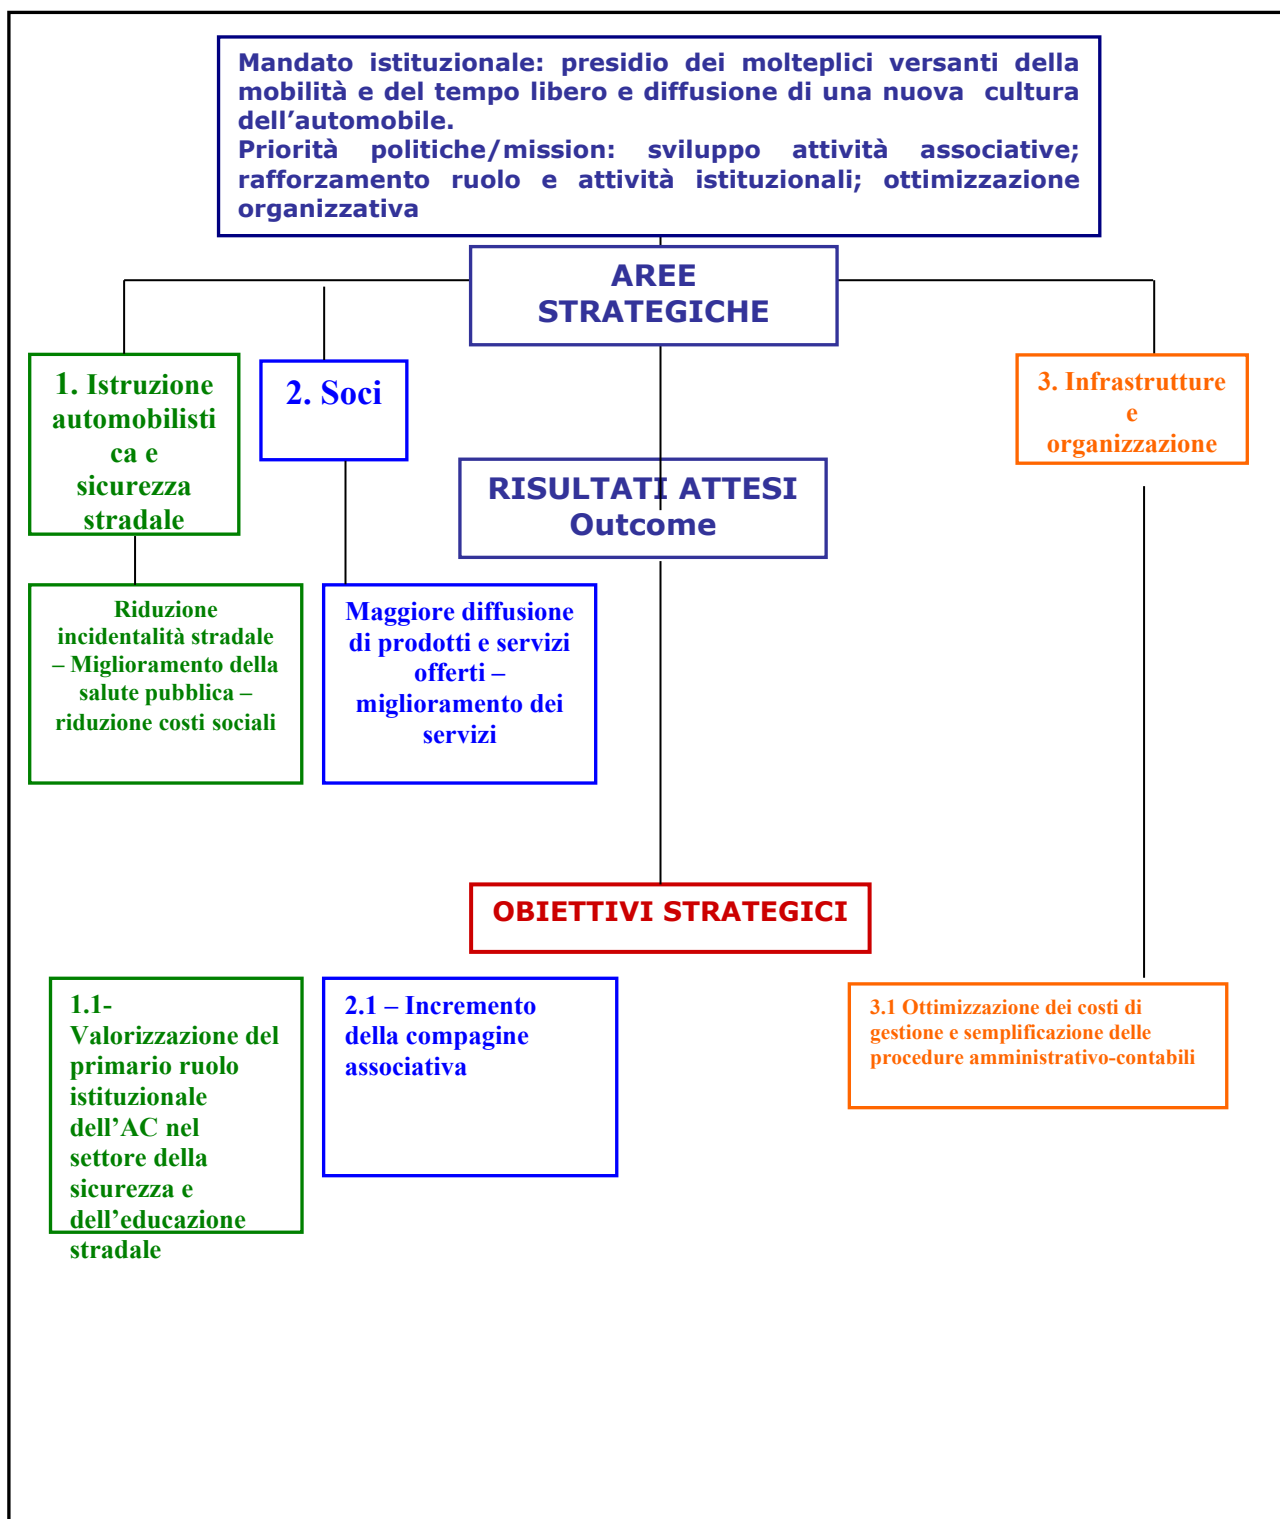 Mandato istituzionale: presidio dei molteplici versanti della
mobilità e del tempo libero e diffusione di una nuova cultura
dell’automobile.
Priorità politiche/mission: sviluppo attività associative;
rafforzamento ruolo e attività istituzionali; ottimizzazione
organizzativa
AREE
STRATEGICHE
1. Istruzione
automobilisti
ca e
sicurezza
stradale
2. Soci
3. Infrastrutture
e
organizzazione
RISULTATI ATTESI
Outcome
Riduzione
incidentalità stradale
– Miglioramento della
salute pubblica –
riduzione costi sociali
Maggiore diffusione
di prodotti e servizi
offerti –
miglioramento dei
servizi
OBIETTIVI STRATEGICI
1.1-
Valorizzazione del
primario ruolo
istituzionale
dell’AC nel
settore della
sicurezza e
dell’educazione
stradale
2.1 – Incremento
della compagine
associativa
3.1 Ottimizzazione dei costi di
gestione e semplificazione delle
procedure amministrativo-contabili